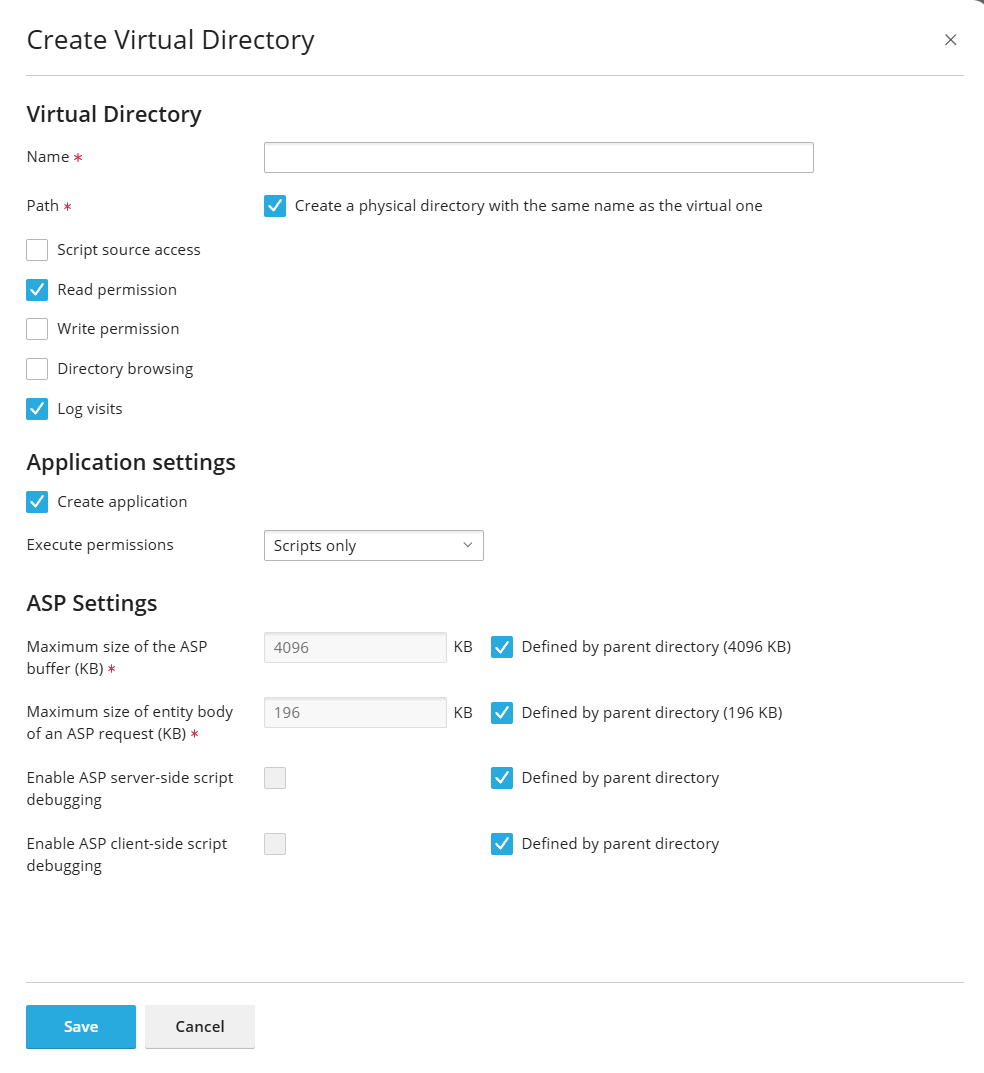 Create Virtual Directory
Virtual Directory
Name *
Path *
Create a physical directory with the same name as the virtual one
Script source access
Read permission
Write permission
Directory browsing
Log visits
Application settings
Create application
Execute permissions
Scripts only
ASP Settings
Maximum size of the ASP
buffer (KB) *
4096 KB
Defined by parent directory (4096 KB)
Maximum size of entity body
of an ASP request (KB) *
196 KB
Defined by parent directory (196 KB)
Enable ASP server-side script
debugging
Defined by parent directory
Enable ASP client-side script
debugging
Defined by parent directory
Save
Cancel